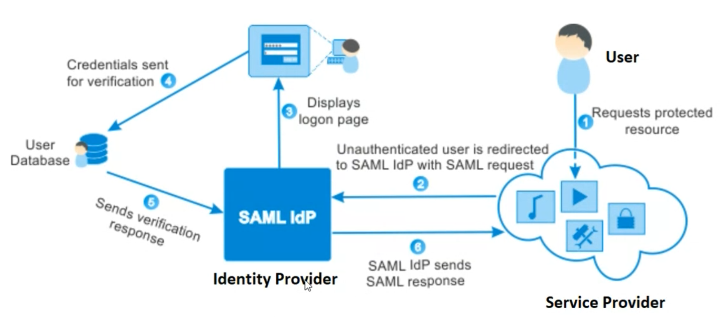 User
1
Requests protected
resource
Credentials sent
for verification 4
3 Displays
logon page
User
Database
Unauthenticated user is redirected
to SAML IdP with SAML request
2
5
Sends verification
response
SAML IdP
6
SAML IdP sends
SAML response
Identity Provider
Service Provider